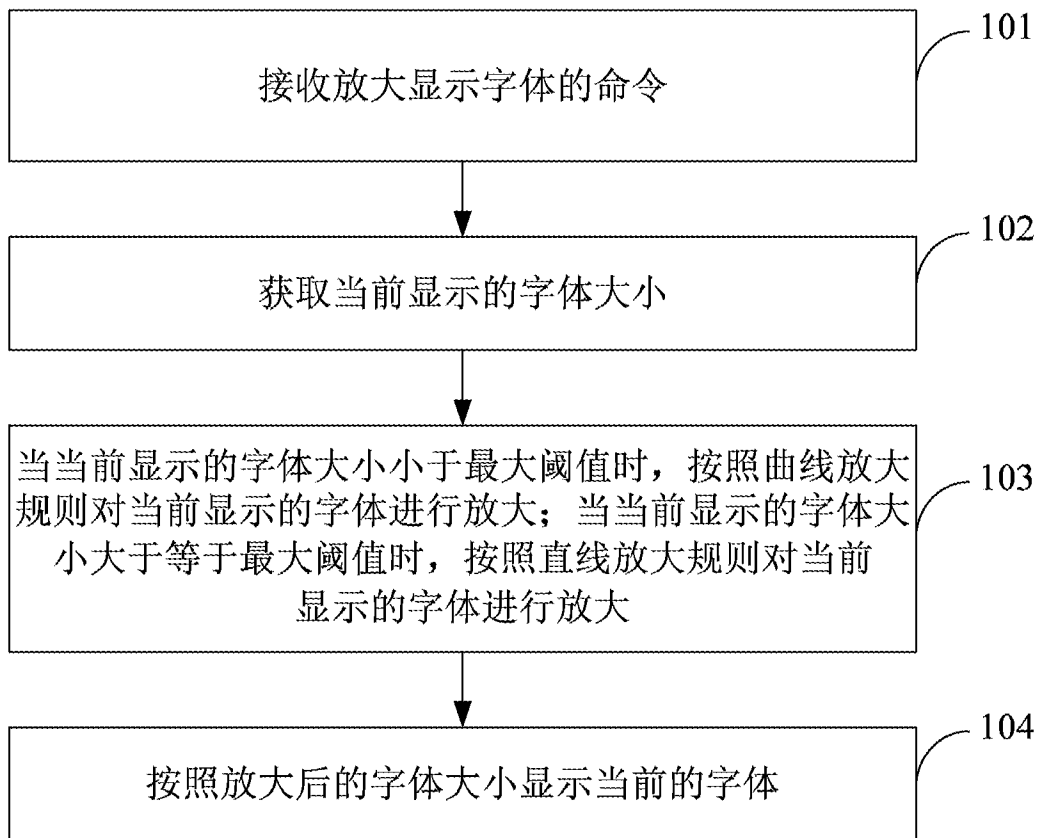 101
接收放大显示字体的命令
102
获取当前显示的字体大小
103
当当前显示的字体大小小于最大阈值时，按照曲线放大
规则对当前显示的字体进行放大；当当前显示的字体大
小大于等于最大阈值时，按照直线放大规则对当前
显示的字体进行放大
104
按照放大后的字体大小显示当前的字体